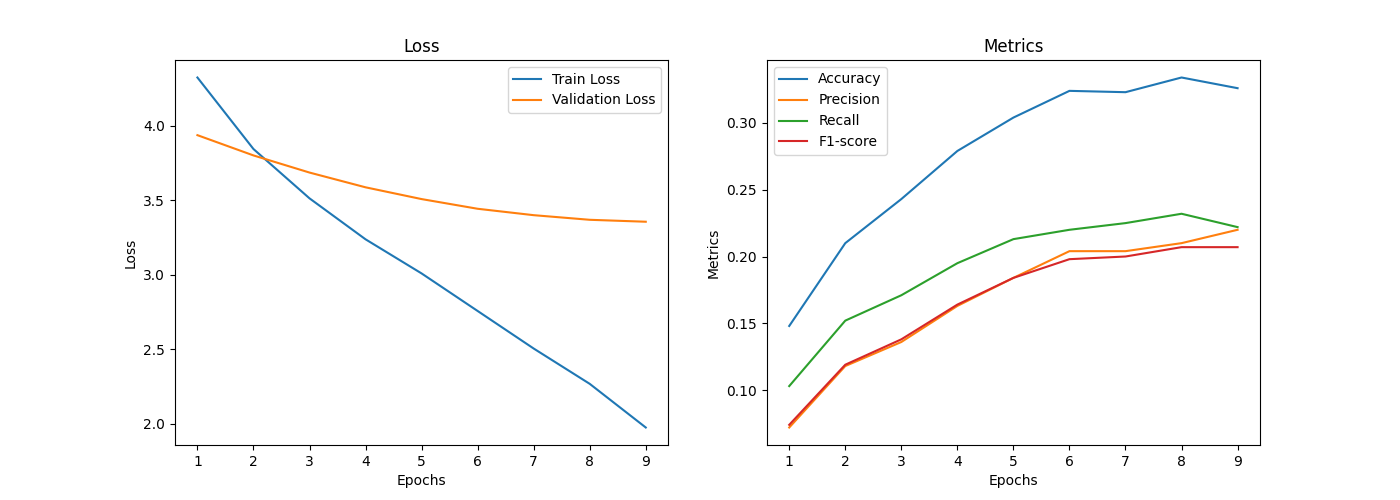 Loss
Train Loss
Validation Loss
4.0
3.5
3.0
2.5
2.0
Loss
1 2 3 4 5 6 7 8 9
Epochs
Metrics
Accuracy
Precision
Recall
F1-score
0.30
0.25
0.20
0.15
0.10
Metrics
1 2 3 4 5 6 7 8 9
Epochs